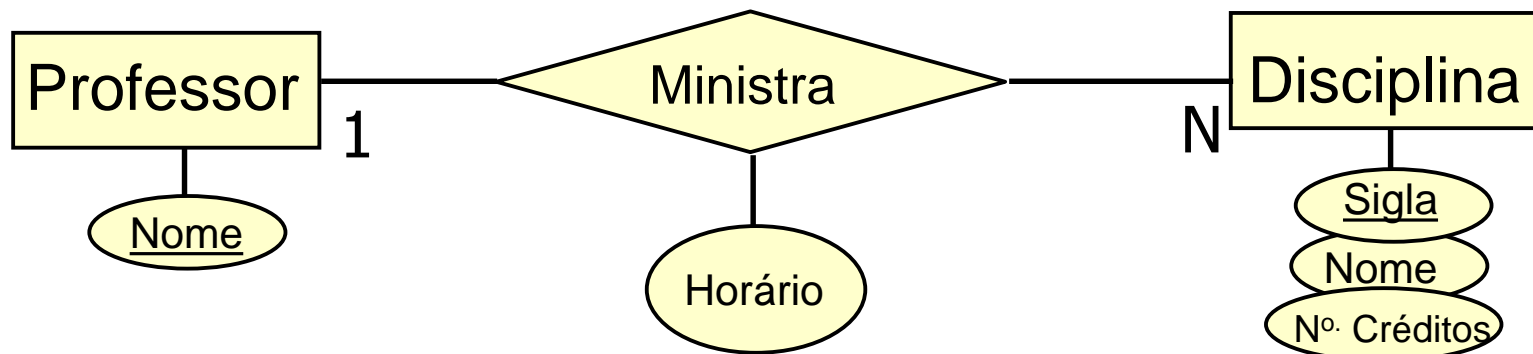 Professor
1
Ministra
N
Disciplina
Nome
Horário
Sigla
Nome
Nº. Créditos